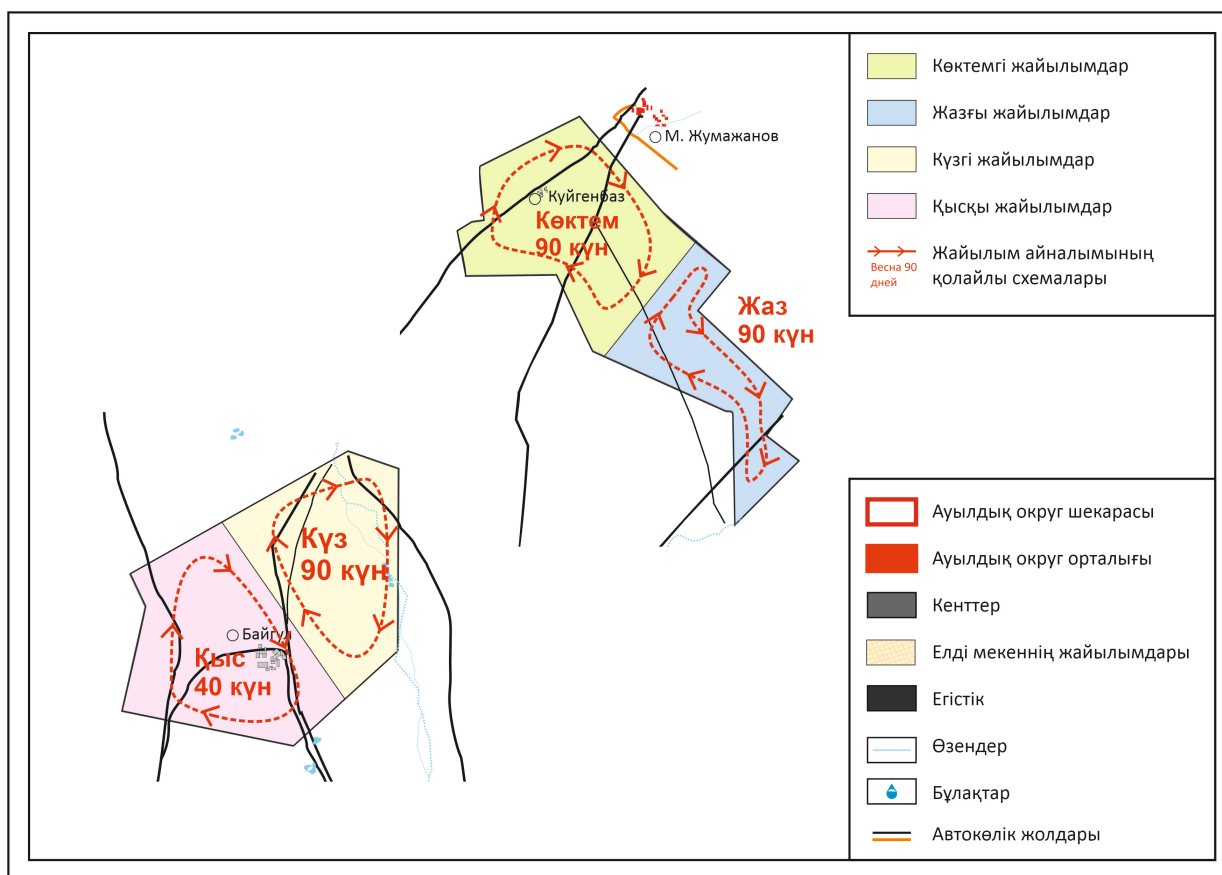 М. Жумажанов
Куйгенбаз
Көктем
90 күн
Жаз
90 күн
Күз
90 күн
Байгул
Қыс
40 күн
Көктемгі жайылымдар
Жазғы жайылымдар
Күзгі жайылымдар
Қысқы жайылымдар
Жайылым айналымының
қолайлы схемалары
Весна 90
дней
Ауылдық округ шекарасы
Ауылдық округ орталығы
Кенттер
Елді мекеннің жайылымдары
Егістік
Өзендер
Бұлақтар
Автокөлік жолдары